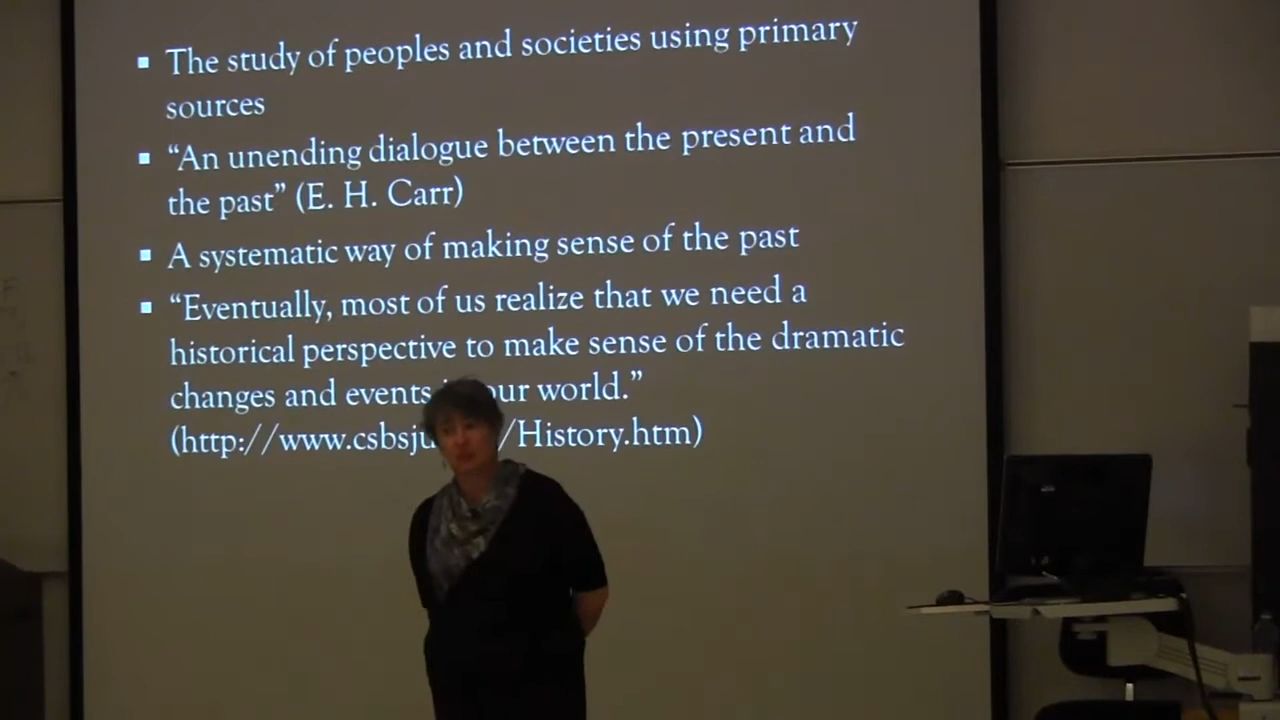 ▪ The study of peoples and societies using primary
sources
▪ “An unending dialogue between the present and
the past” (E. H. Carr)
▪ A systematic way of making sense of the past
▪ “Eventually, most of us realize that we need a
historical perspective to make sense of the dramatic
changes and events our world.”
(http://www.csbsju /History.htm)